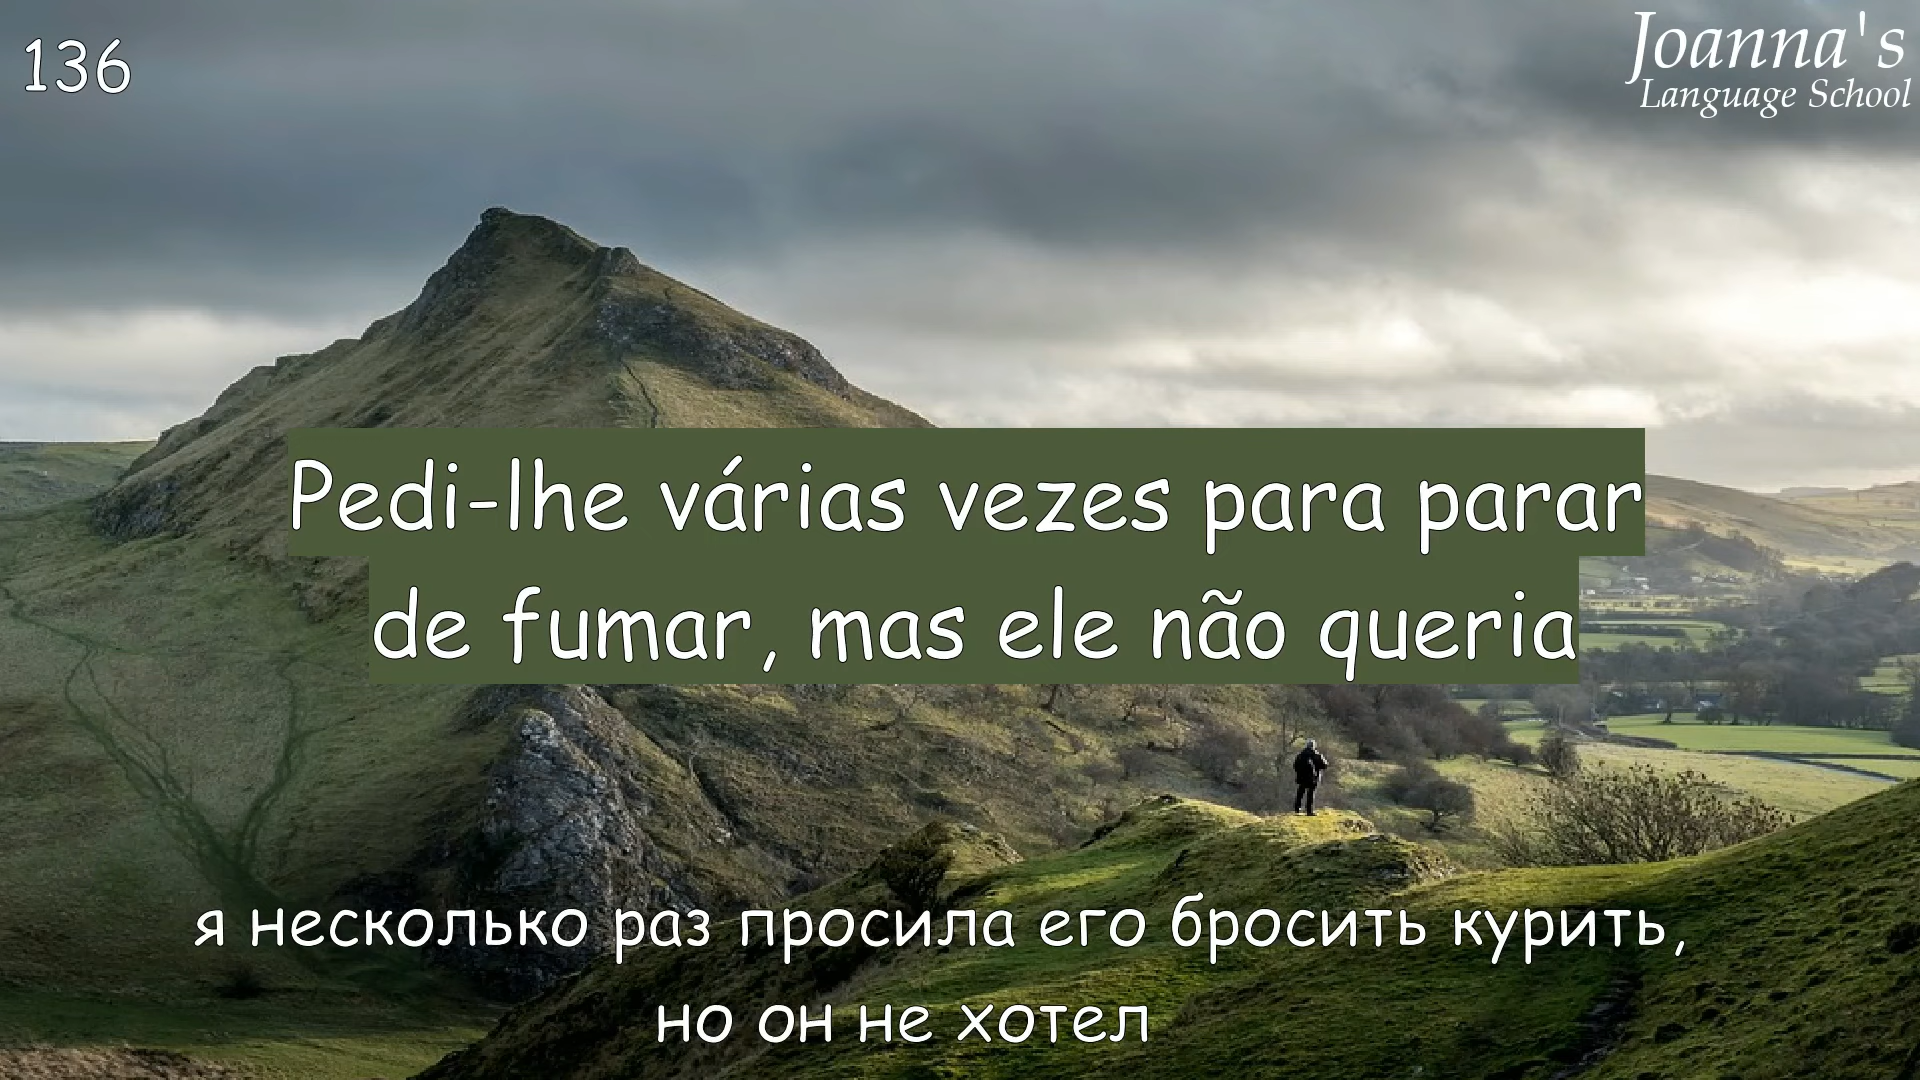 136
Joanna's
Language School
Pedi-lhe várias vezes para parar
de fumar, mas ele não queria
я несколько раз просила его бросить курить,
но он не хотел